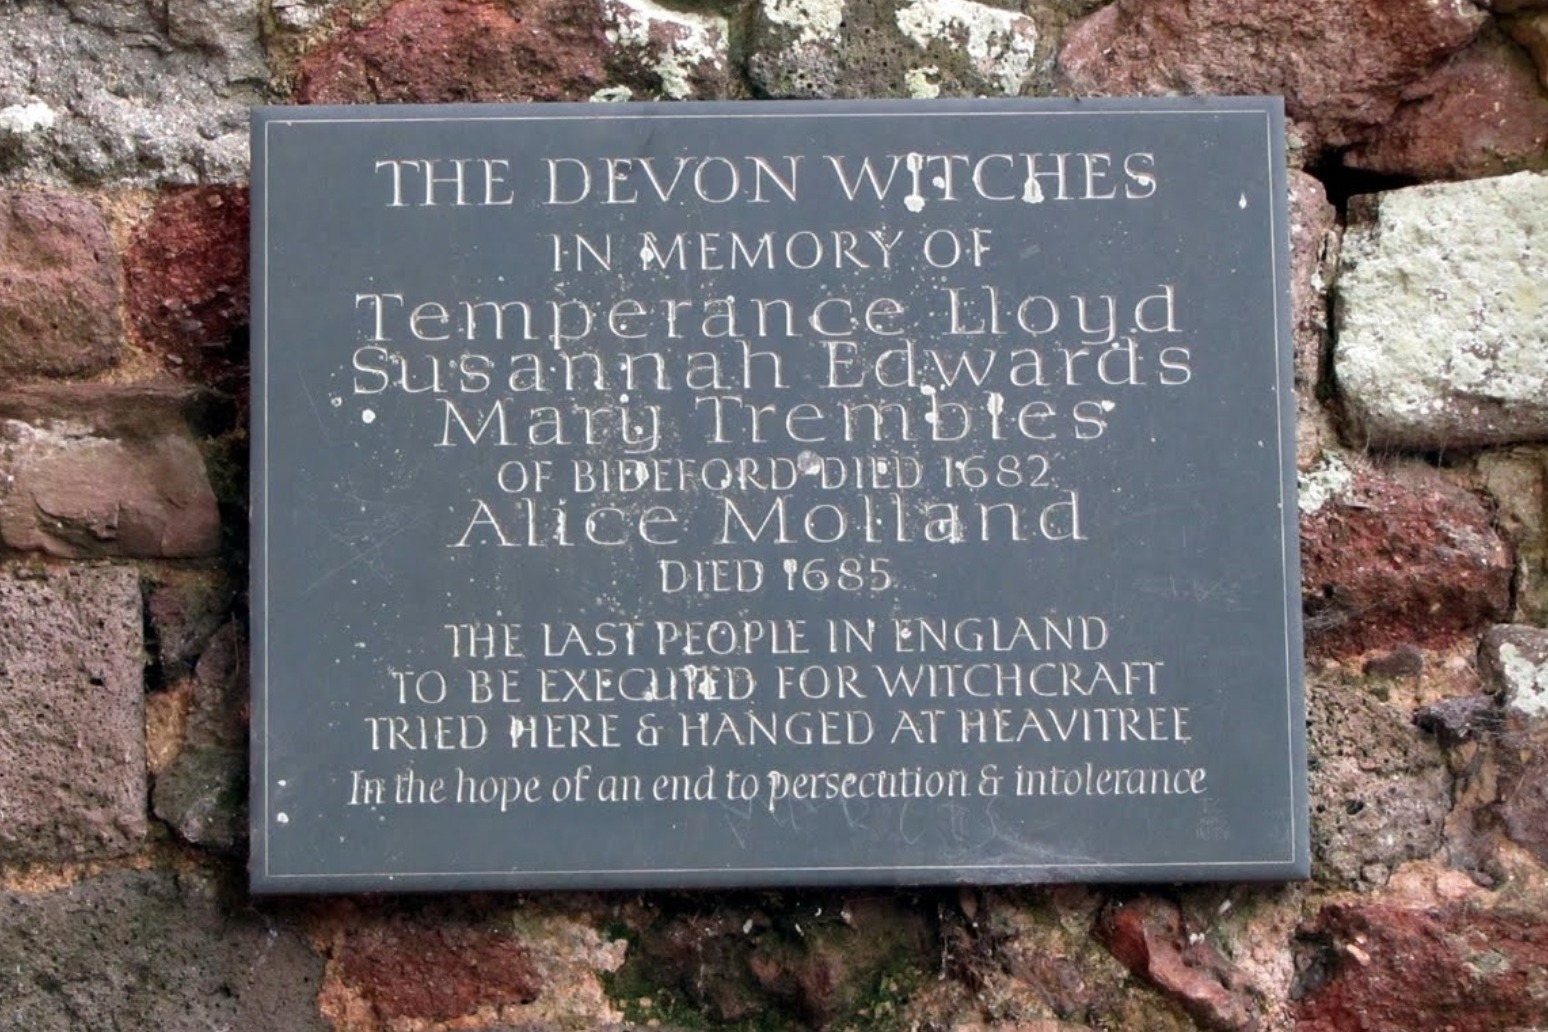 THE DEVON WITCHES
IN MEMORY OF
Temperance Lloyd
Susannah Edwards
Mary Trembles
OF BIDEFORD DIED 1682
Alice Molland
DIED 1685
THE LAST PEOPLE IN ENGLAND
TO BE EXECUTED FOR WITCHCRAFT
TRIED HERE & HANGED AT HEAVITREE
In the hope of an end to persecution & intolerance